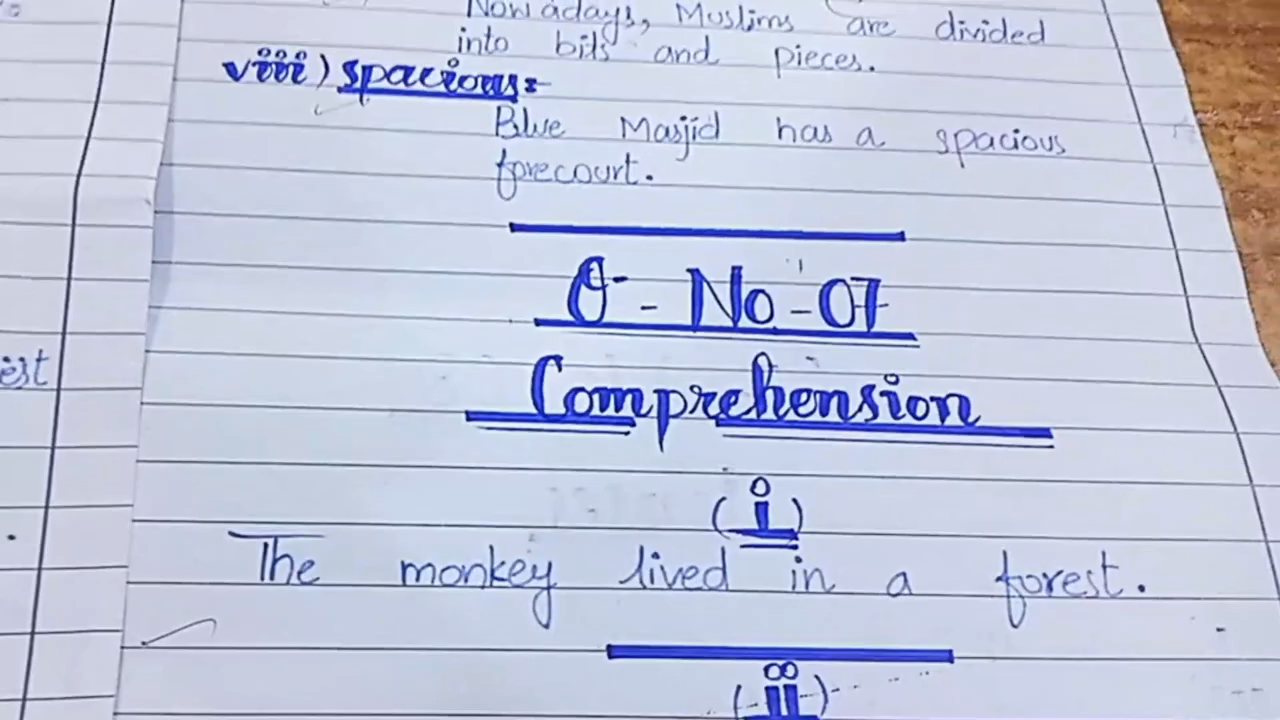 Nowadays, Muslims are divided
into bits and pieces.
viii) spacious:
Blue Masjid has a spacious
forecourt.
Q - No - 07
Comprehension
(i)
The monkey lived in a forest.
(ii)
est